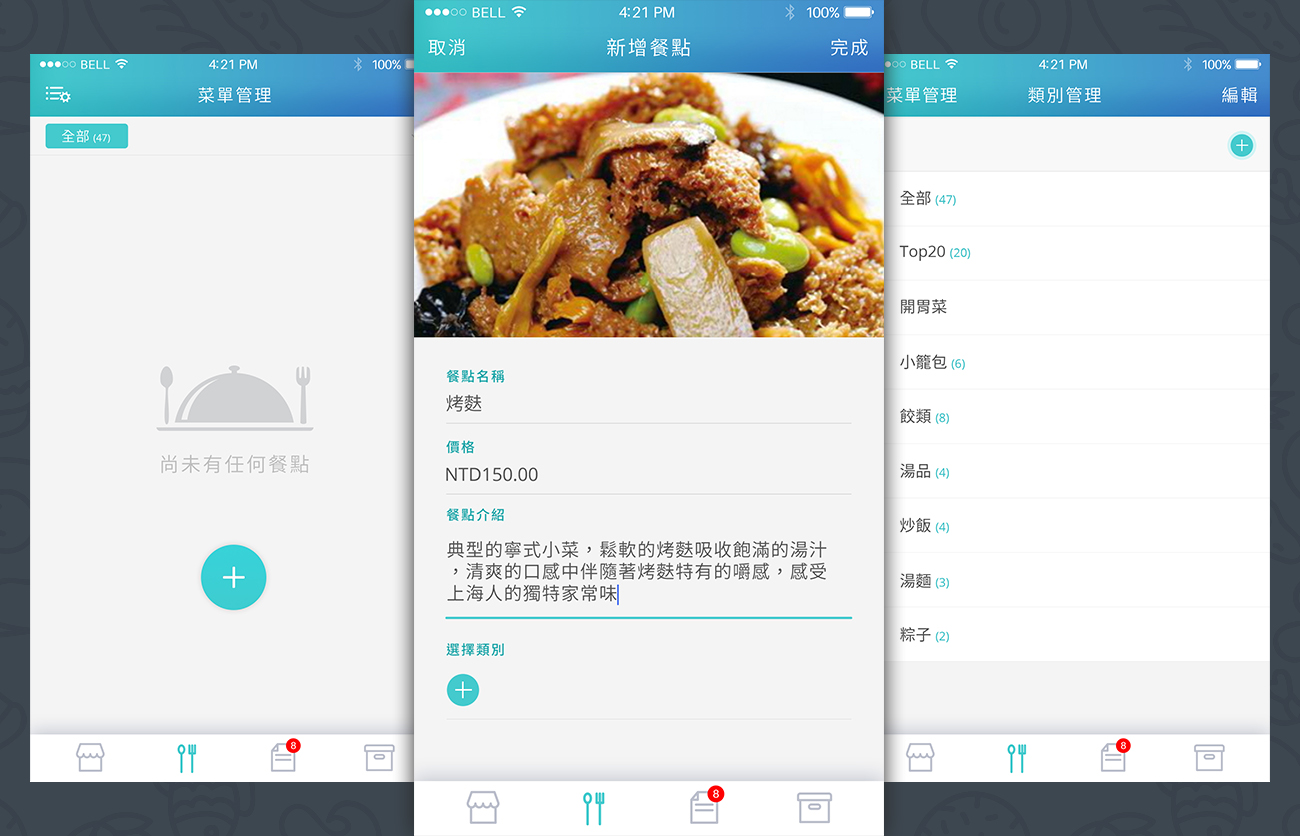 BELL 4:21 PM 100%
菜單管理
全部 (47)
尚未有任何餐點
8
BELL 4:21 PM 100%
取消 新增餐點 完成
餐點名稱
烤麩
價格
NTD150.00
餐點介紹
典型的寧式小菜，鬆軟的烤麩吸收飽滿的湯汁
，清爽的口感中伴隨著烤麩特有的嚼感，感受
上海人的獨特家常味
選擇類別
8
BELL 4:21 PM 100%
菜單管理 類別管理 編輯
全部 (47)
Top20 (20)
開胃菜
小籠包 (6)
餃類 (8)
湯品 (4)
炒飯 (4)
湯麵 (3)
粽子 (2)
8